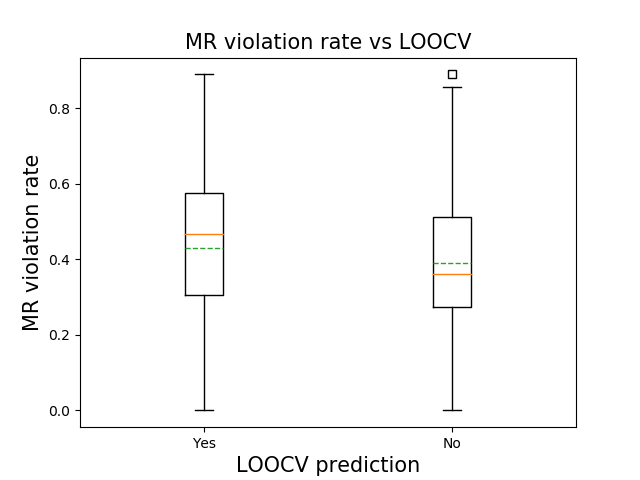 MR violation rate vs LOOCV
MR violation rate
0.8
0.6
0.4
0.2
0.0
Yes
No
LOOCV prediction